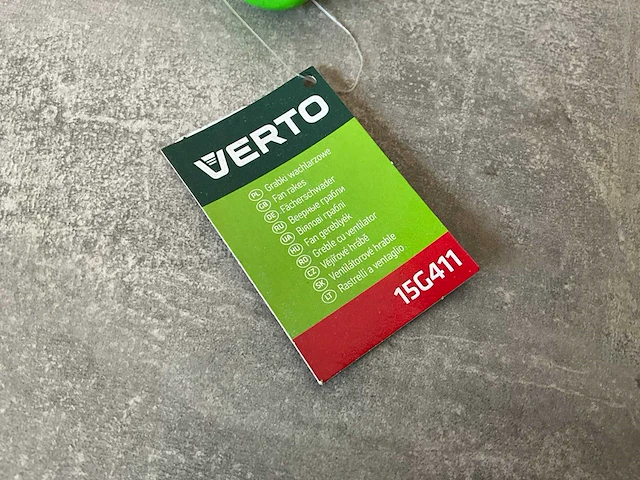 VERTO
PL Grabki wachlarzowe
GB Fan rakes
DE Fächerschwader
RU Веерные грабли
UA Віялові граблі
HU Fan gereblyék
RO Greble cu ventilator
CZ Vějířové hrábě
SK Ventilátorové hrable
LT Rastrelli a ventaglio
15G411